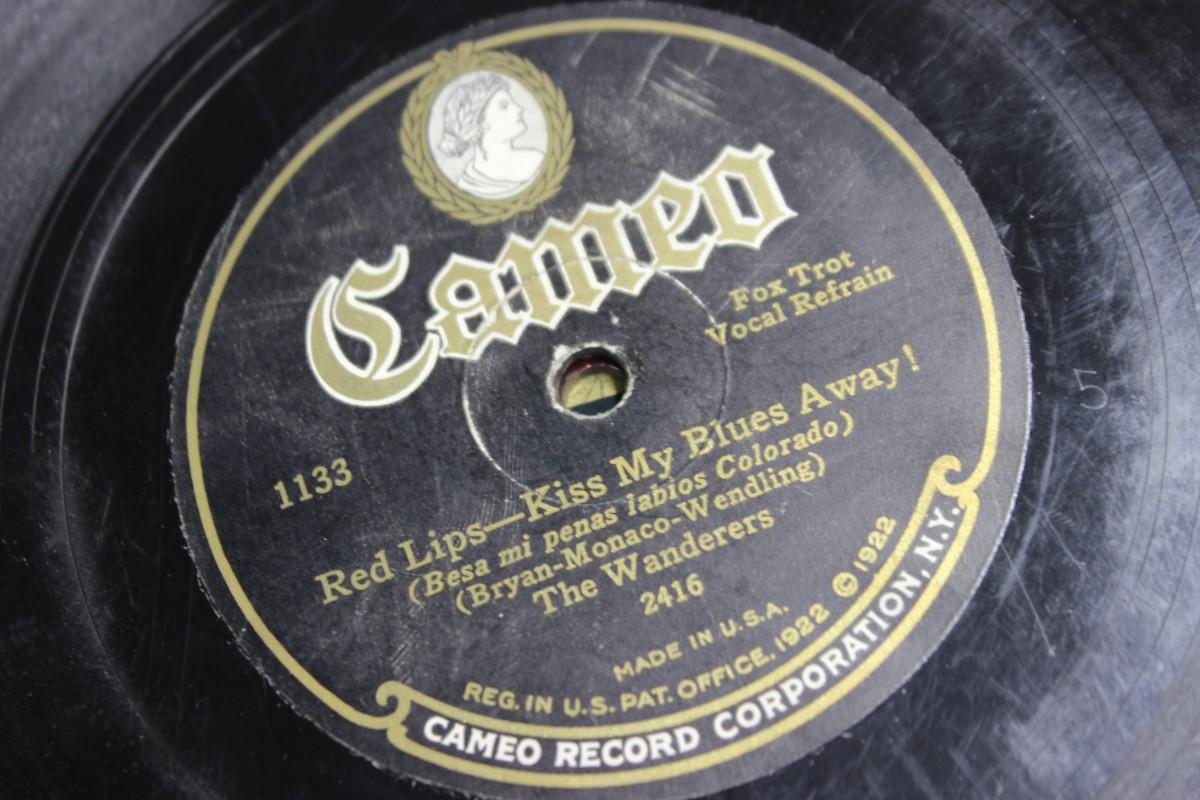 Cameo
Fox Trot
Vocal Refrain
1133
Red Lips—Kiss My Blues Away!
(Besa mi penas labios Colorado)
(Bryan-Monaco-Wendling)
The Wanderers
2416
MADE IN U.S.A.
REG. IN U.S. PAT. OFFICE. 1922 © 1922
CAMEO RECORD CORPORATION, N.Y.
5